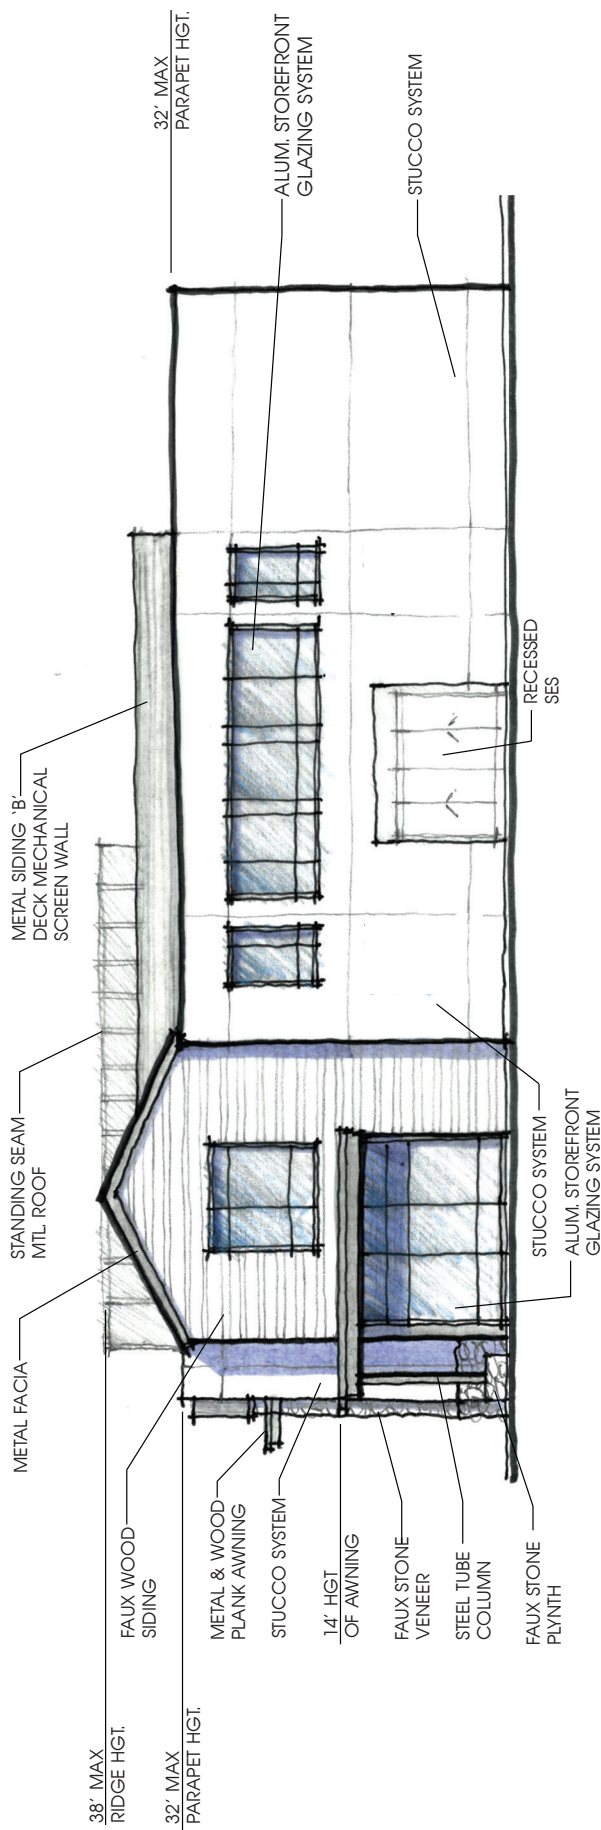 38' MAX
RIDGE HGT.
32' MAX
PARAPET HGT.
METAL FACIA
FAUX WOOD
SIDING
METAL & WOOD
PLANK AWNING
STUCCO SYSTEM
14' HGT
OF AWNING
FAUX STONE
VENEER
STEEL TUBE
COLUMN
FAUX STONE
PLYNTH
STANDING SEAM
MTL ROOF
METAL SIDING 'B'
DECK MECHANICAL
SCREEN WALL
STUCCO SYSTEM
ALUM. STOREFRONT
GLAZING SYSTEM
RECESSED
SES
32' MAX
PARAPET HGT.
ALUM. STOREFRONT
GLAZING SYSTEM
STUCCO SYSTEM